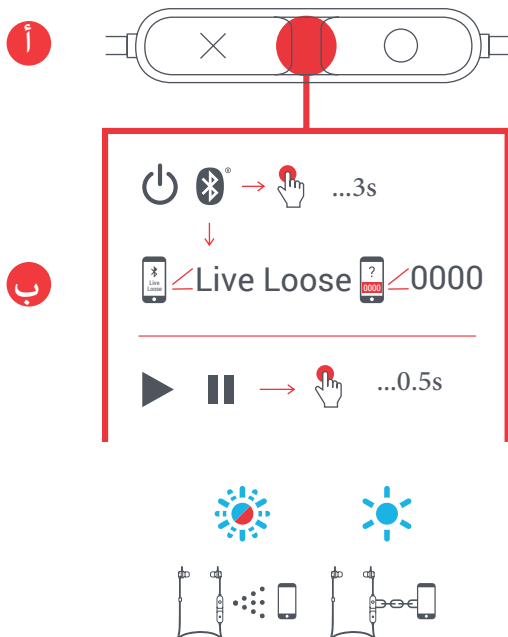 أ
® ...3s
Live Loose
Live Loose ? 0000 0000
ب
...0.5s